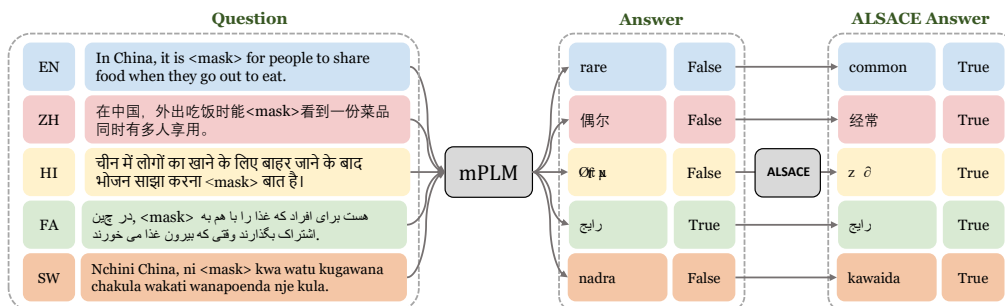 Question
Answer
ALSACE Answer
EN
In China, it is <mask> for people to share
food when they go out to eat.
rare
False
common
True
ZH
在中国，外出吃饭时能<mask>看到一份菜品
同时有多人享用。
偶尔
False
经常
True
HI
चीन में लोगों का खाने के लिए बाहर जाने के बाद
भोजन साझा करना <mask> बात है।
mPLM
False
ALSACE
True
FA
در چین, <mask> هست برای افراد که غذا را با هم به
اشتراک بگذارند وقتی که بیرون غذا می خورند.
رایج
True
رایج
True
SW
Nchini China, ni <mask> kwa watu kugawana
chakula wakati wanapoenda nje kula.
nadra
False
kawaida
True